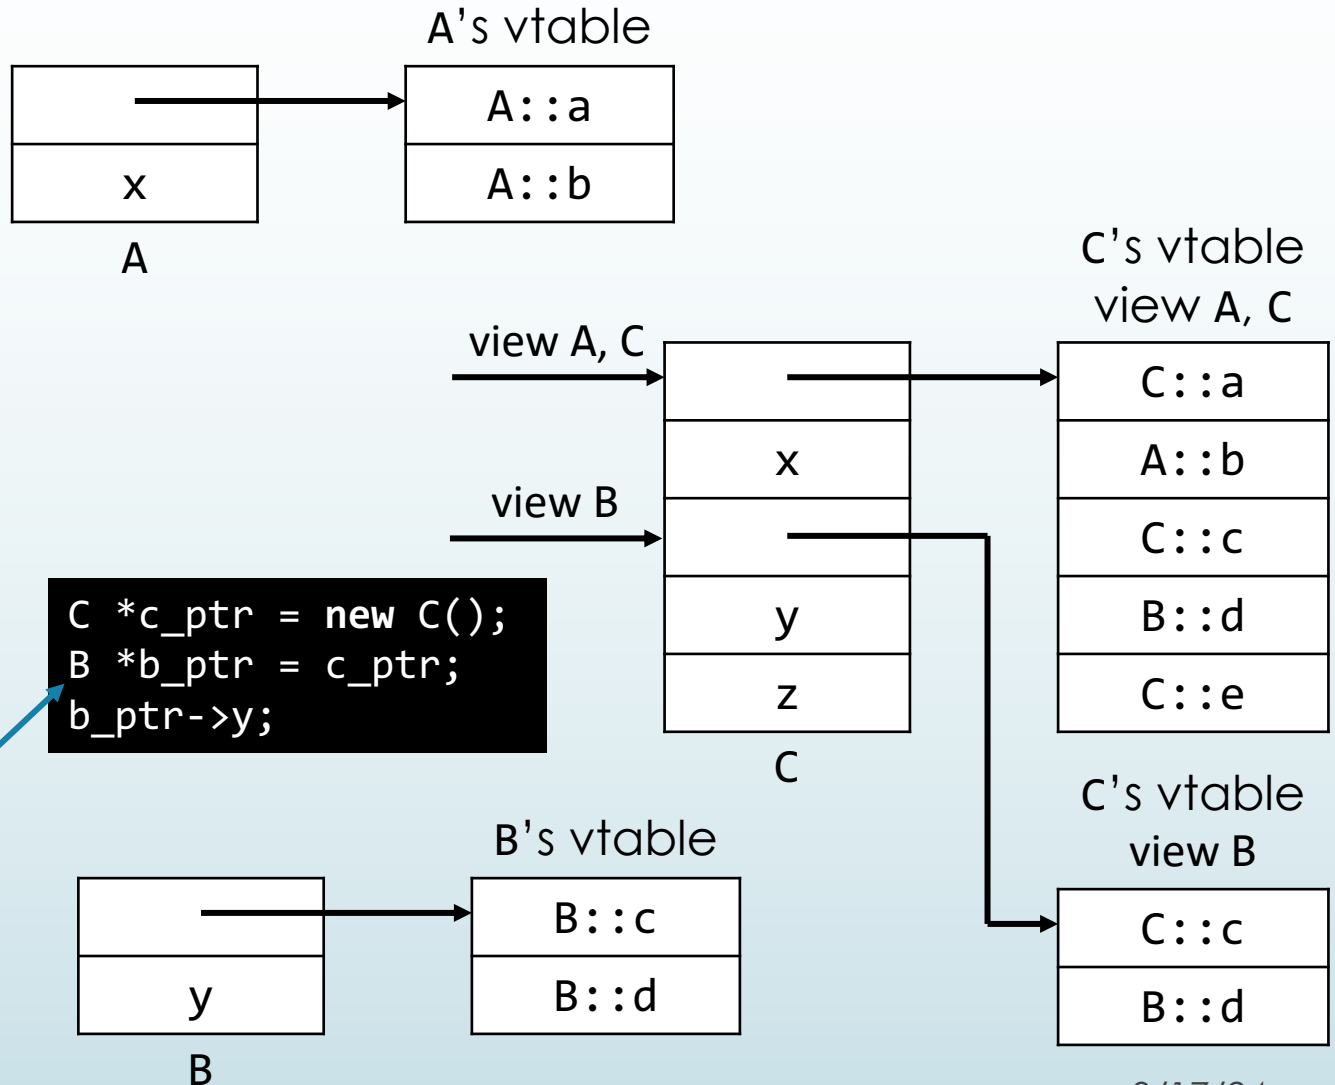 A's vtable
A::a
x
A::b
A
C's vtable
view A, C
view A, C
C::a
x
A::b
view B
C::c
C *c_ptr = new C();
B *b_ptr = c_ptr;
b_ptr->y;
y
B::d
z
C::e
C
C's vtable
view B
B's vtable
B::c
C::c
y
B::d
B::d
B